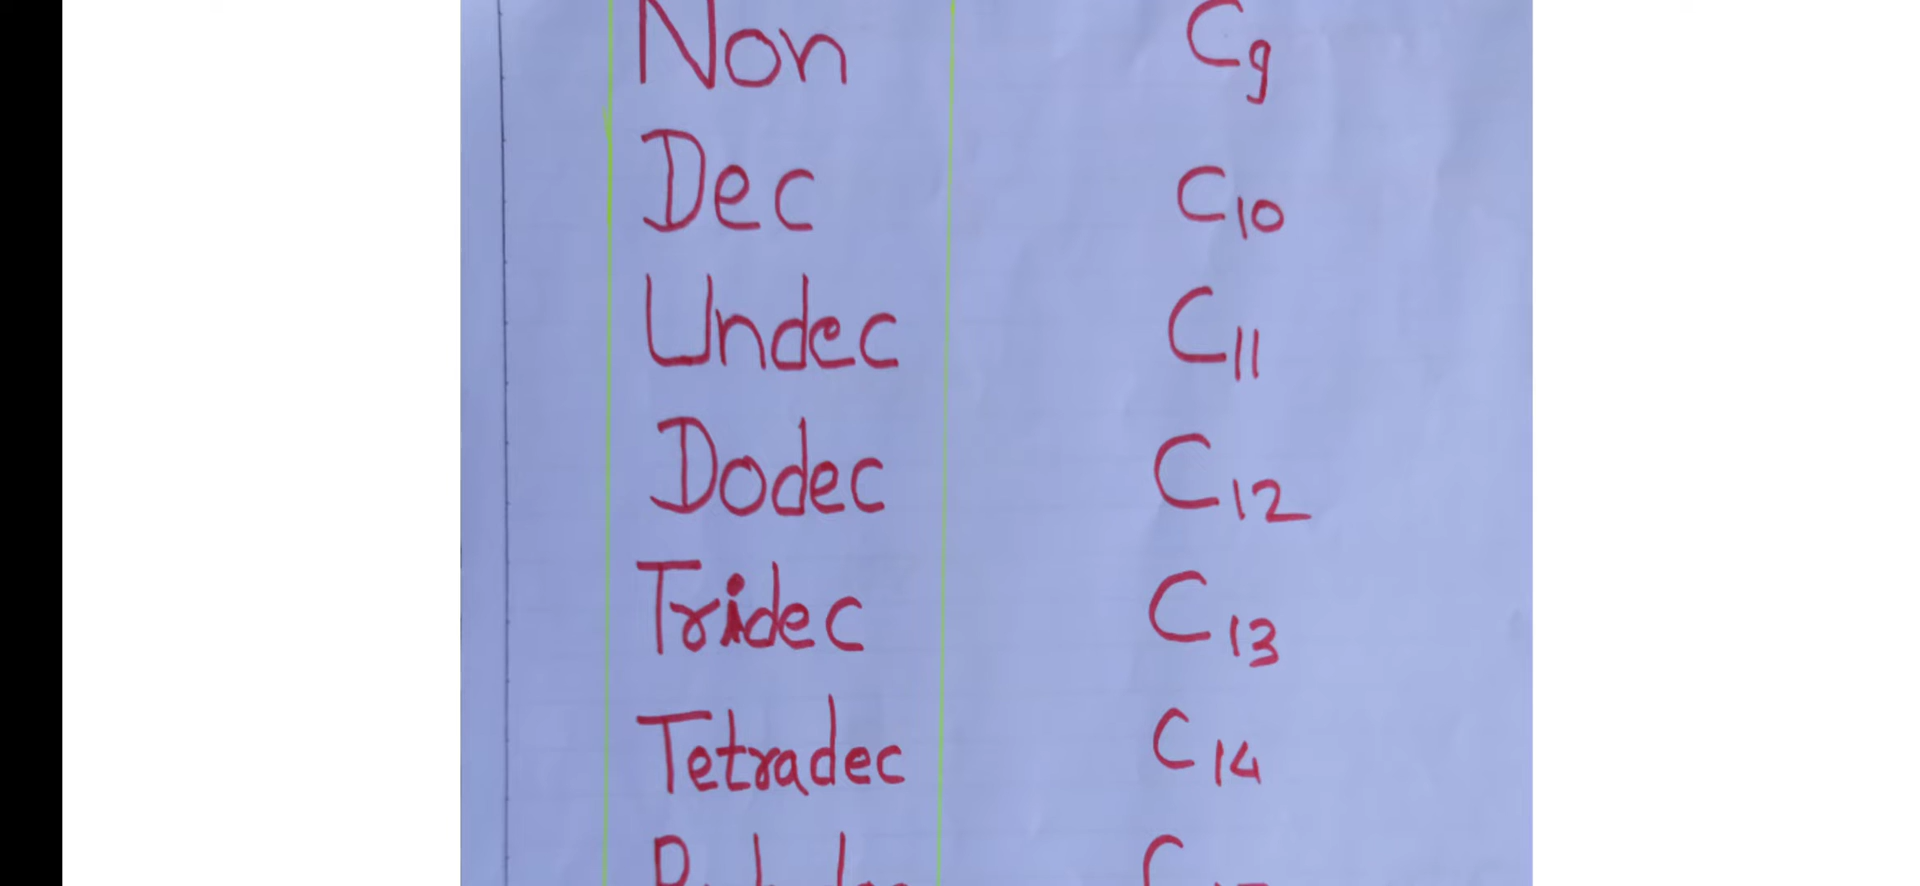 Non C9
Dec C10
Undec C11
Dodec C12
Tridec C13
Tetradec C14